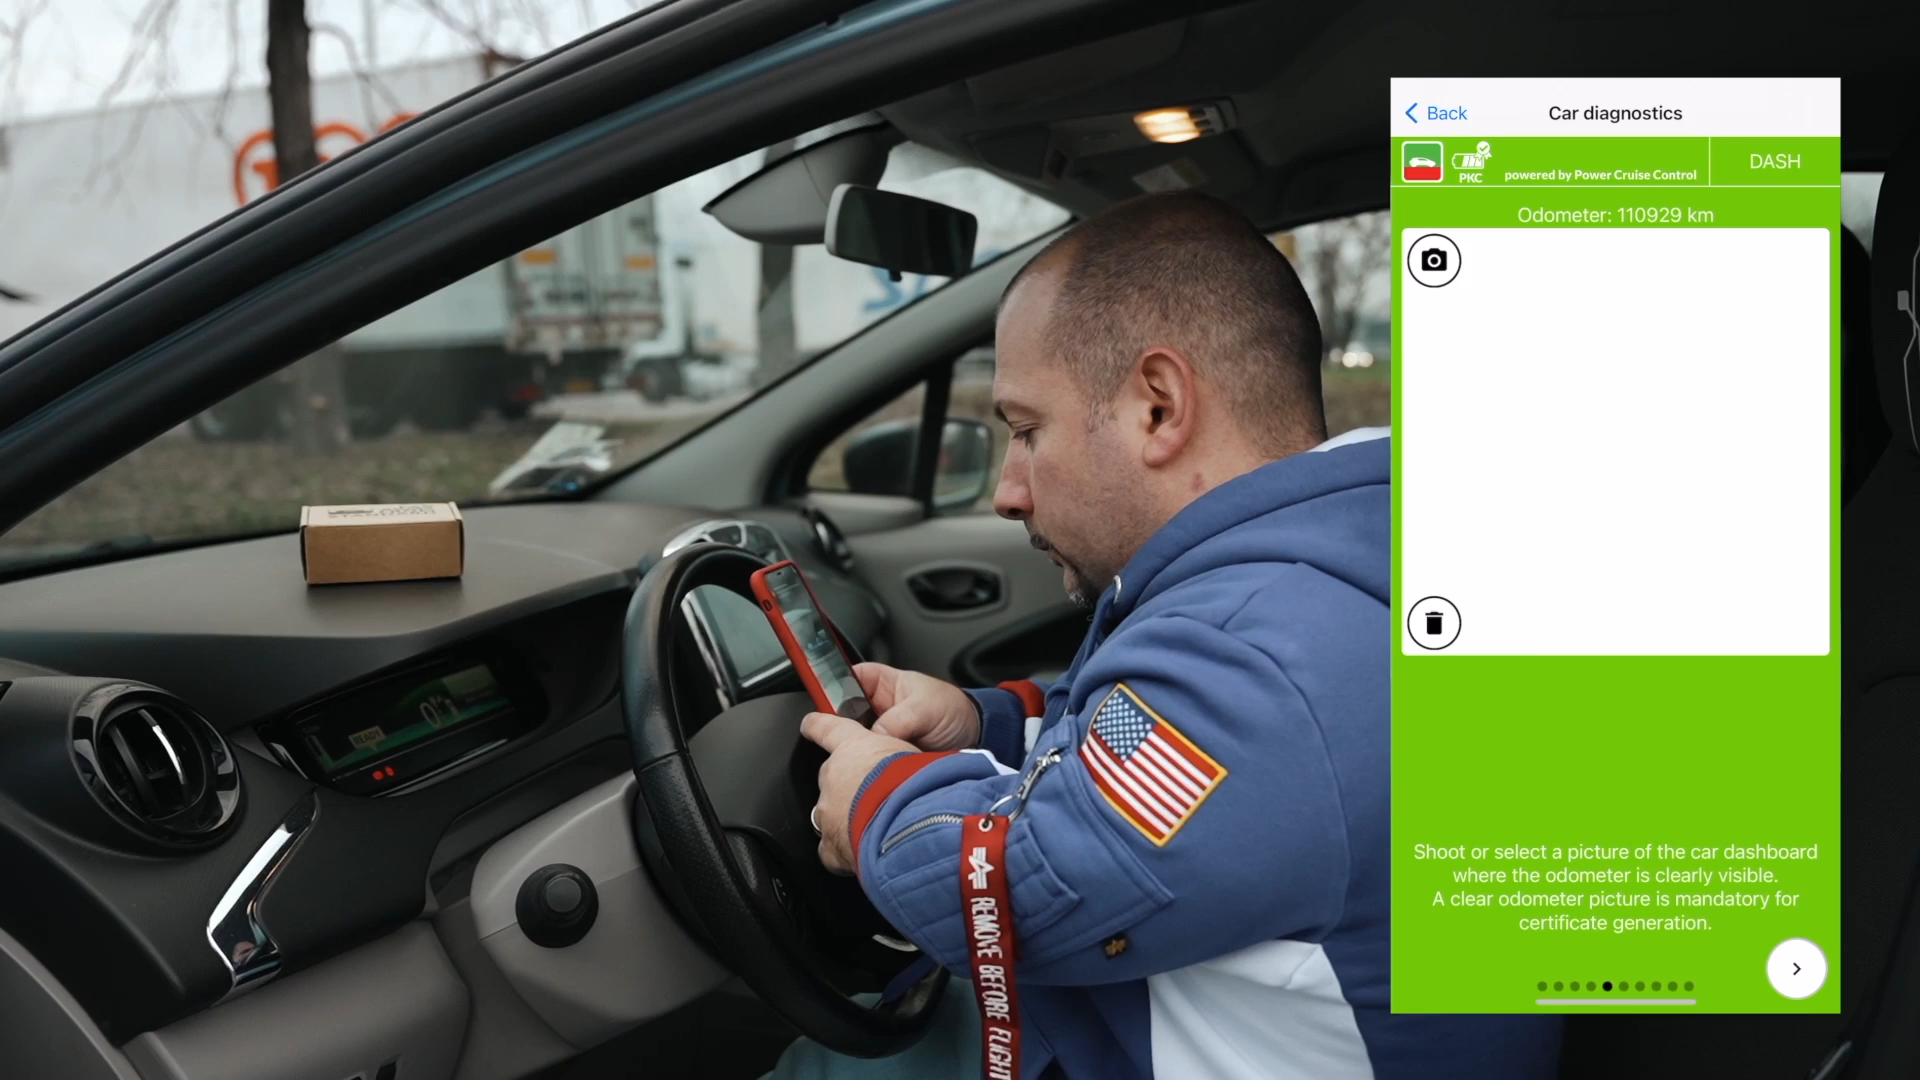 Back
Car diagnostics
PKC
powered by Power Cruise Control
DASH
Odometer: 110929 km
Shoot or select a picture of the car dashboard
where the odometer is clearly visible.
A clear odometer picture is mandatory for
certificate generation.
READY
0
REMOVE BEFORE FLIGHT